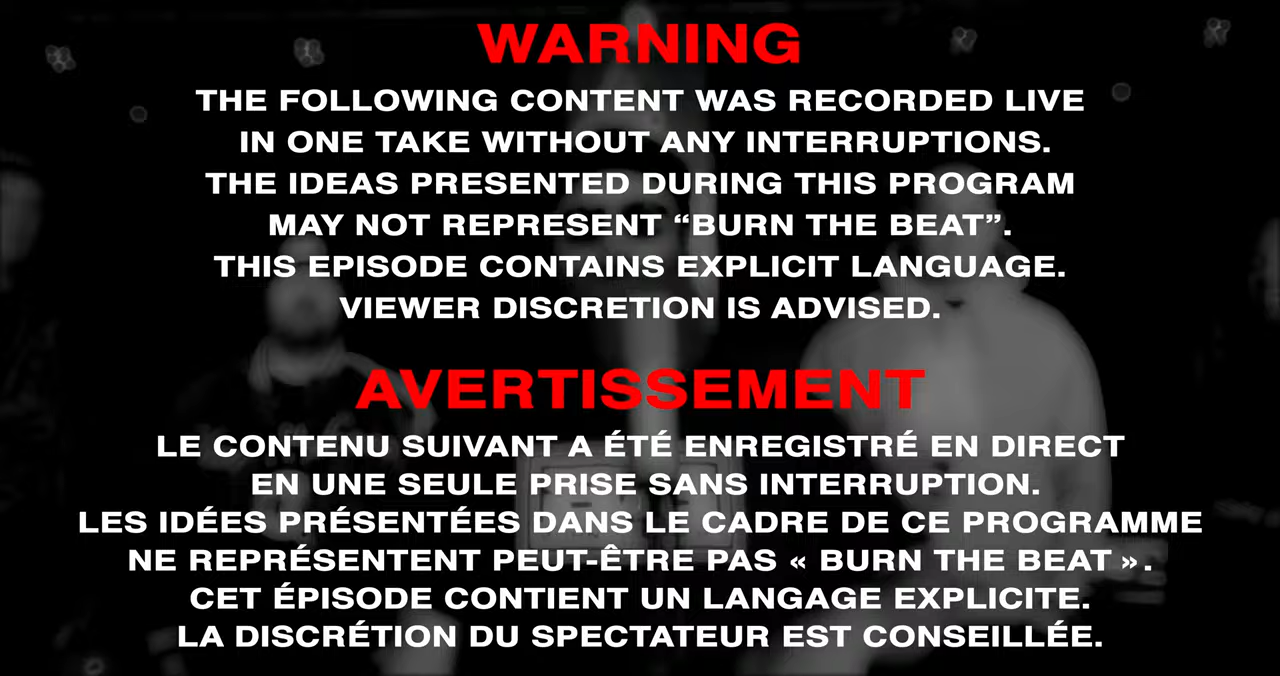 WARNING
THE FOLLOWING CONTENT WAS RECORDED LIVE
IN ONE TAKE WITHOUT ANY INTERRUPTIONS.
THE IDEAS PRESENTED DURING THIS PROGRAM
MAY NOT REPRESENT “BURN THE BEAT”.
THIS EPISODE CONTAINS EXPLICIT LANGUAGE.
VIEWER DISCRETION IS ADVISED.
AVERTISSEMENT
LE CONTENU SUIVANT A ÉTÉ ENREGISTRÉ EN DIRECT
EN UNE SEULE PRISE SANS INTERRUPTION.
LES IDÉES PRÉSENTÉES DANS LE CADRE DE CE PROGRAMME
NE REPRÉSENTENT PEUT-ÊTRE PAS « BURN THE BEAT ».
CET ÉPISODE CONTIENT UN LANGAGE EXPLICITE.
LA DISCRÉTION DU SPECTATEUR EST CONSEILLÉE.